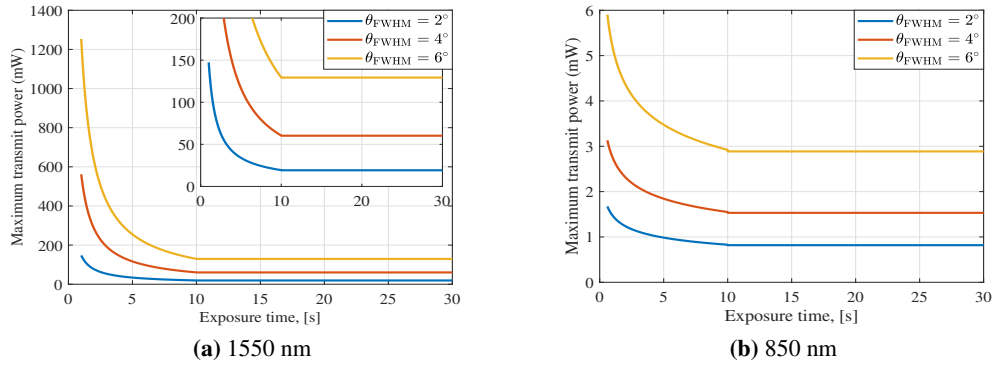 Maximum transmit power (mW)
1400
1200
1000
800
600
400
200
0
0 5 10 15 20 25 30
Exposure time, [s]
200
150
100
50
0
0 10 20 30
θFWHM = 2°
θFWHM = 4°
θFWHM = 6°
(a) 1550 nm
Maximum transmit power (mW)
6
5
4
3
2
1
0
0 5 10 15 20 25 30
Exposure time, [s]
θFWHM = 2°
θFWHM = 4°
θFWHM = 6°
(b) 850 nm